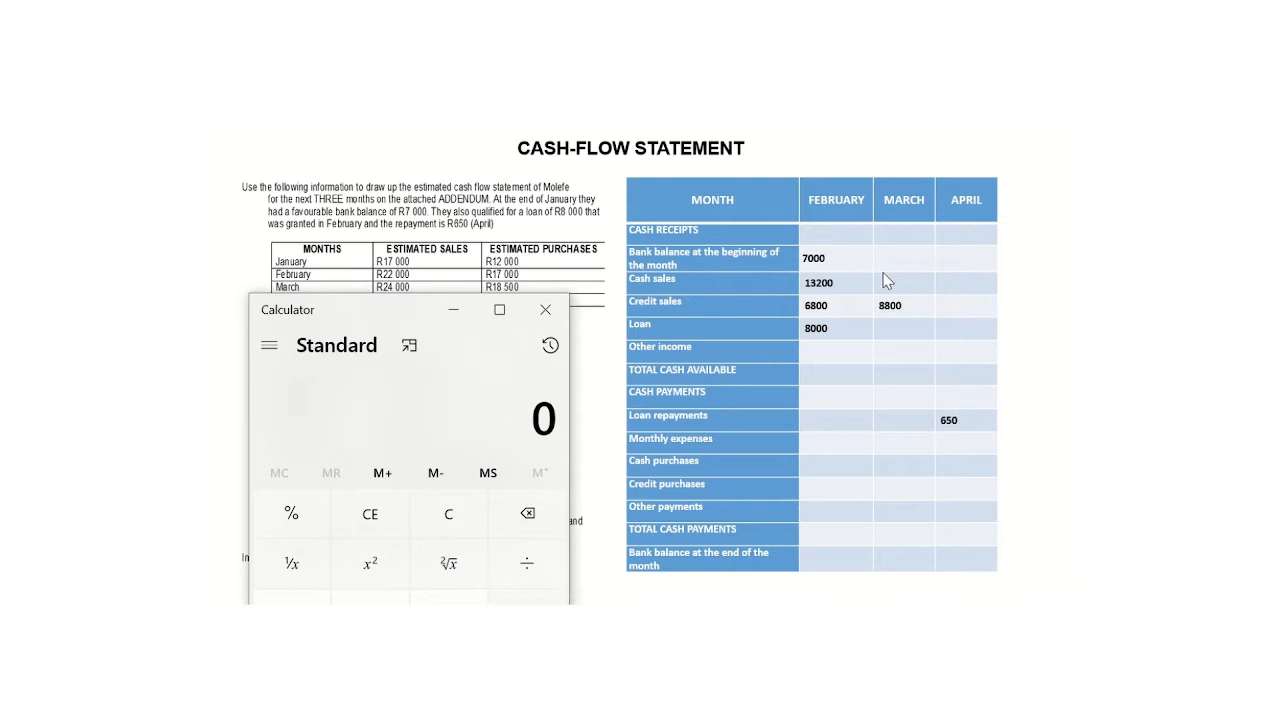 CASH-FLOW STATEMENT
Use the following information to draw up the estimated cash flow statement of Molefe
for the next THREE months on the attached ADDENDUM. At the end of January they
had a favourable bank balance of R7 000. They also qualified for a loan of R8 000 that
was granted in February and the repayment is R650 (April)
MONTHS ESTIMATED SALES ESTIMATED PURCHASES
January R17 000 R12 000
February R22 000 R17 000
March R24 000 R18 500
and
In
Calculator
Standard
0
MC MR M+ M- MS M˅
% CE C
⅟x x² ²√x ÷
MONTH FEBRUARY MARCH APRIL
CASH RECEIPTS
Bank balance at the beginning of
the month 7000
Cash sales 13200
Credit sales 6800 8800
Loan 8000
Other income
TOTAL CASH AVAILABLE
CASH PAYMENTS
Loan repayments 650
Monthly expenses
Cash purchases
Credit purchases
Other payments
TOTAL CASH PAYMENTS
Bank balance at the end of the
month